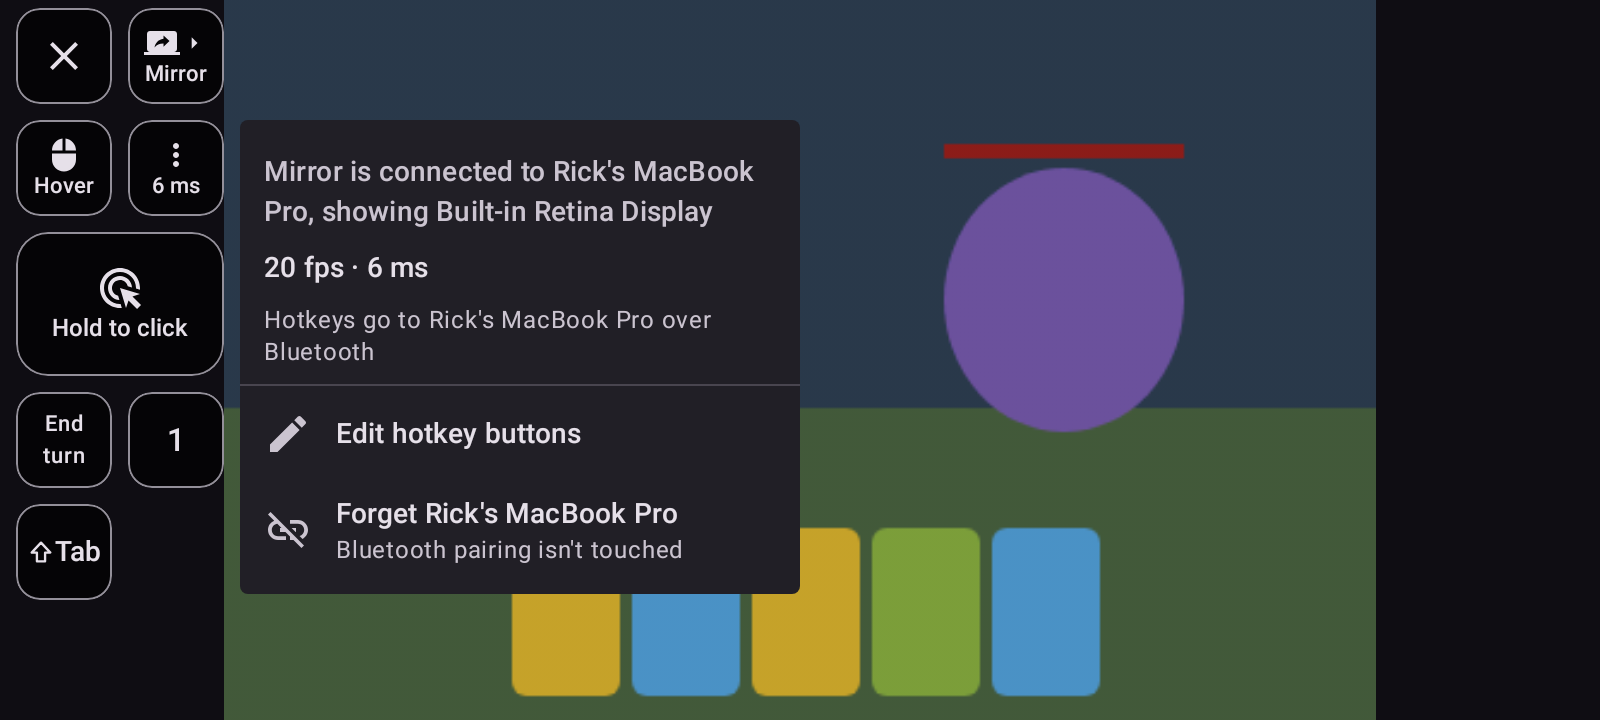 Mirror
Hover
6 ms
Hold to click
End
turn
1
Tab
Mirror is connected to Rick's MacBook
Pro, showing Built-in Retina Display
20 fps · 6 ms
Hotkeys go to Rick's MacBook Pro over
Bluetooth
Edit hotkey buttons
Forget Rick's MacBook Pro
Bluetooth pairing isn't touched